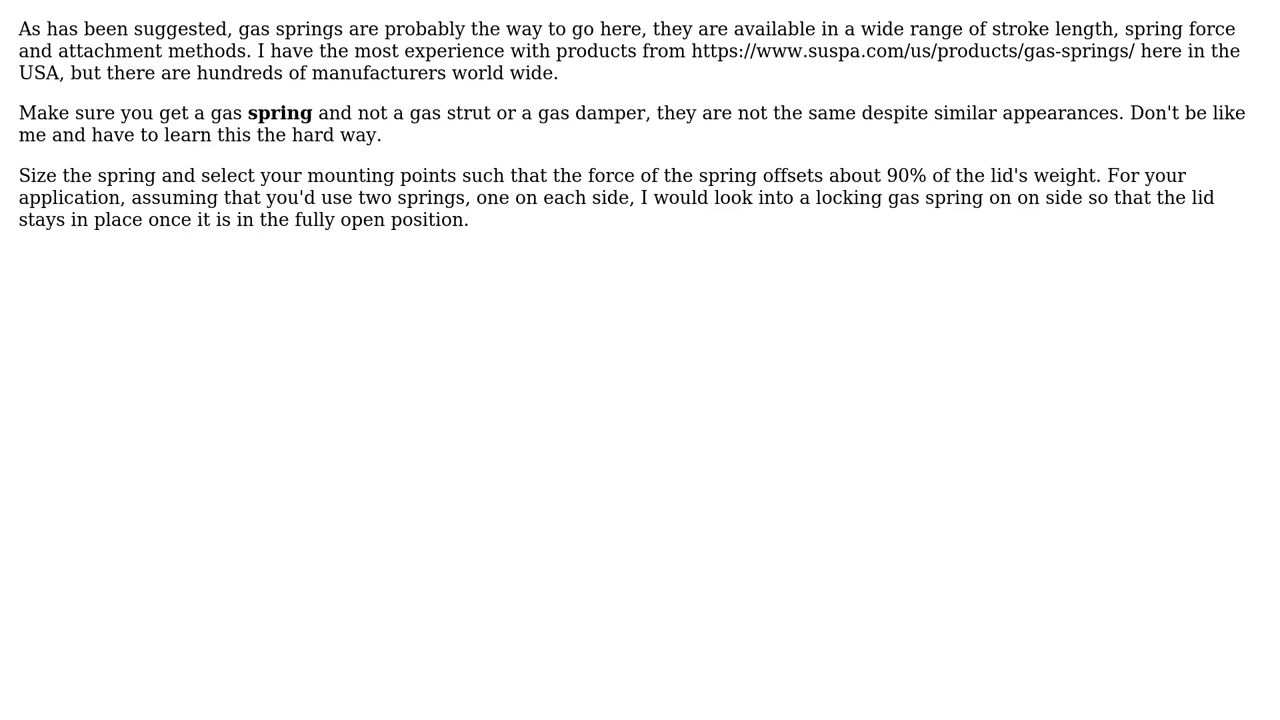 As has been suggested, gas springs are probably the way to go here, they are available in a wide range of stroke length, spring force
and attachment methods. I have the most experience with products from https://www.suspa.com/us/products/gas-springs/ here in the
USA, but there are hundreds of manufacturers world wide.
Make sure you get a gas spring and not a gas strut or a gas damper, they are not the same despite similar appearances. Don't be like
me and have to learn this the hard way.
Size the spring and select your mounting points such that the force of the spring offsets about 90% of the lid's weight. For your
application, assuming that you'd use two springs, one on each side, I would look into a locking gas spring on on side so that the lid
stays in place once it is in the fully open position.